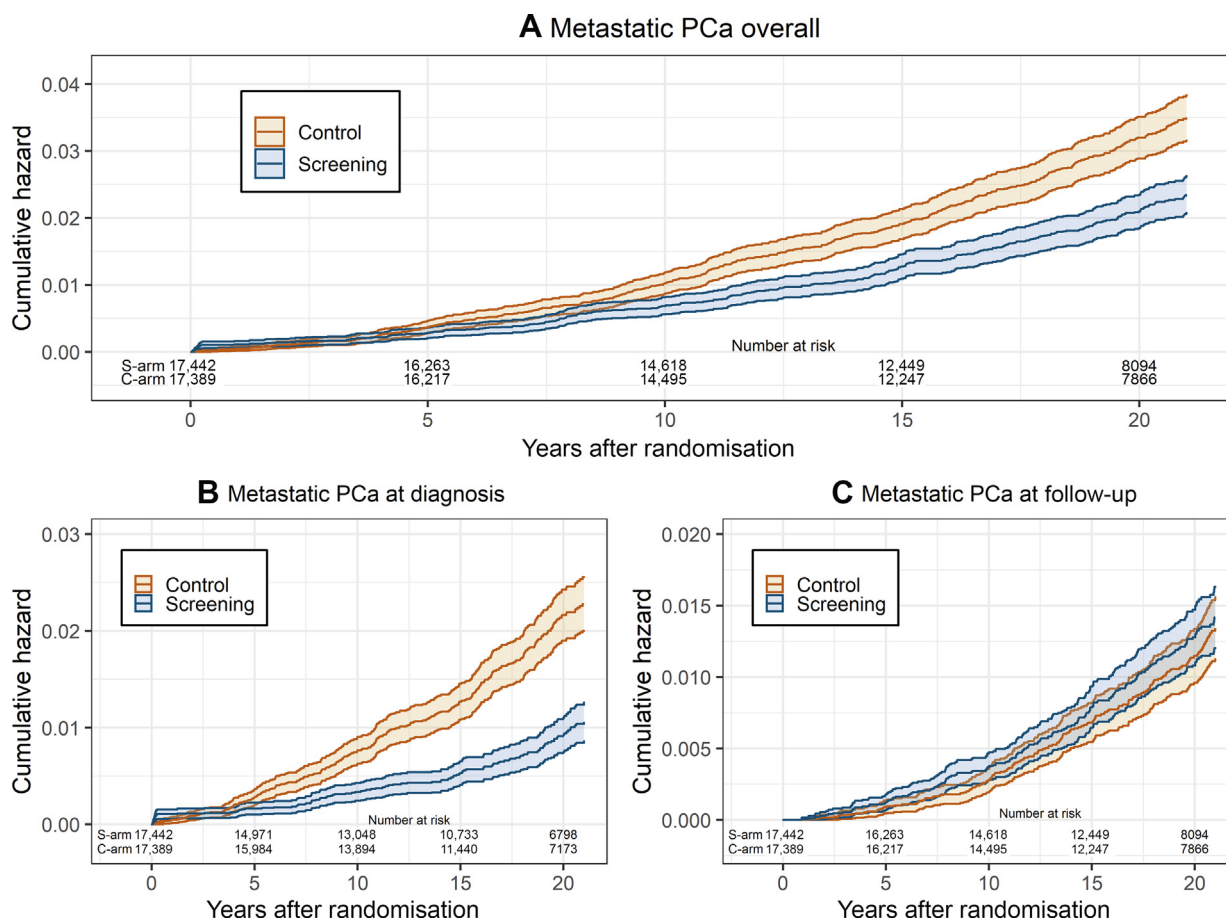 A Metastatic PCa overall
Cumulative hazard
0.04
0.03
0.02
0.01
0.00
Control
Screening
Number at risk
S-arm 17,442 16,263 14,618 12,449 8094
C-arm 17,389 16,217 14,495 12,247 7866
0 5 10 15 20
Years after randomisation
B Metastatic PCa at diagnosis
Cumulative hazard
0.03
0.02
0.01
0.00
Control
Screening
Number at risk
S-arm 17,442 14,971 13,048 10,733 6798
C-arm 17,389 15,984 13,894 11,440 7173
0 5 10 15 20
Years after randomisation
C Metastatic PCa at follow-up
Cumulative hazard
0.020
0.015
0.010
0.005
0.000
Control
Screening
Number at risk
S-arm 17,442 16,263 14,618 12,449 8094
C-arm 17,389 16,217 14,495 12,247 7866
0 5 10 15 20
Years after randomisation